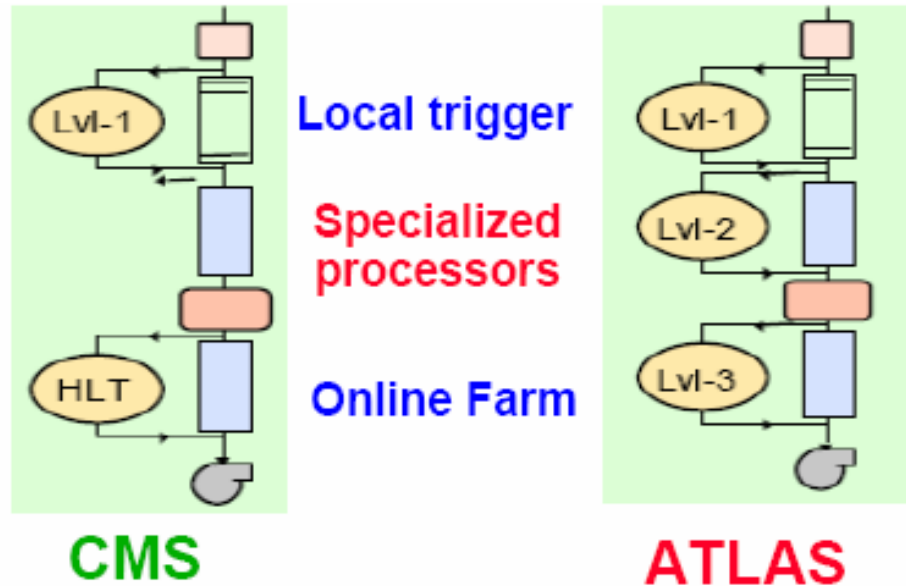 Lvl-1
Local trigger
Lvl-1
Specialized
processors
Lvl-2
HLT
Online Farm
Lvl-3
CMS
ATLAS